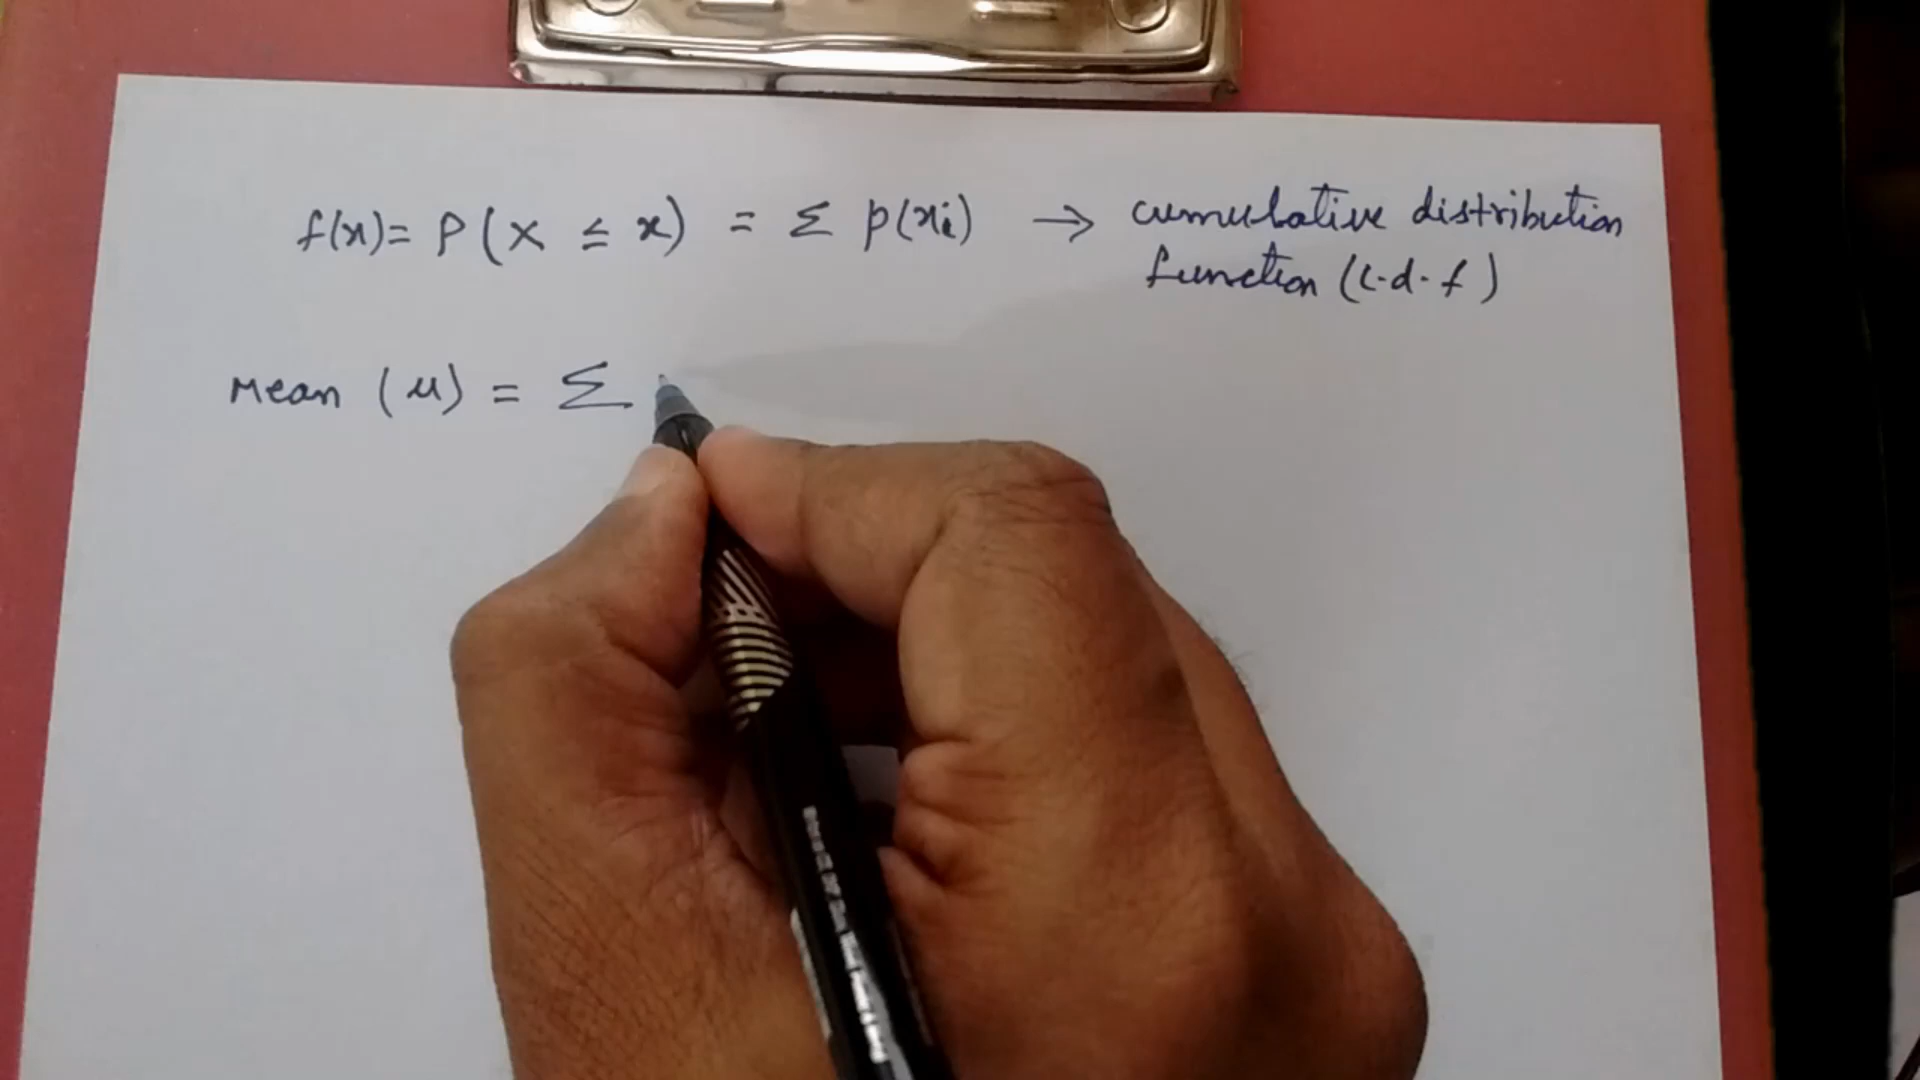 f(x) = P(X ≤ x) = Σ p(xi) → cumulative distribution
function (c.d.f)
Mean (μ) = Σ